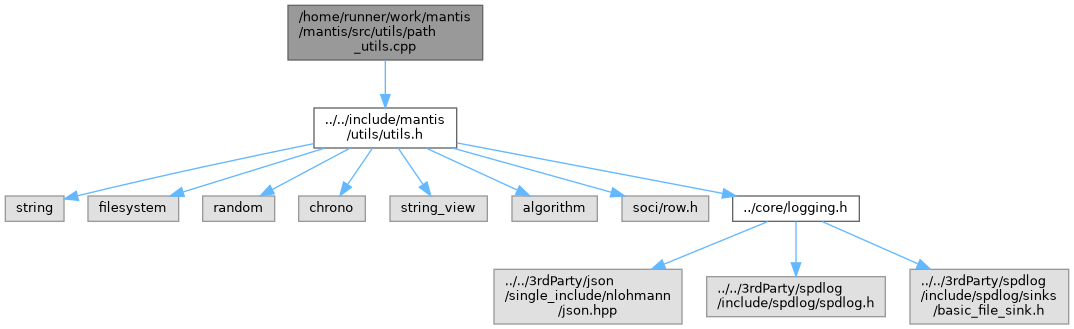 /home/runner/work/mantis
/mantis/src/utils/path
_utils.cpp
../../include/mantis
/utils/utils.h
string
filesystem
random
chrono
string_view
algorithm
soci/row.h
../core/logging.h
../../3rdParty/json
/single_include/nlohmann
/json.hpp
../../3rdParty/spdlog
/include/spdlog/spdlog.h
../../3rdParty/spdlog
/include/spdlog/sinks
/basic_file_sink.h